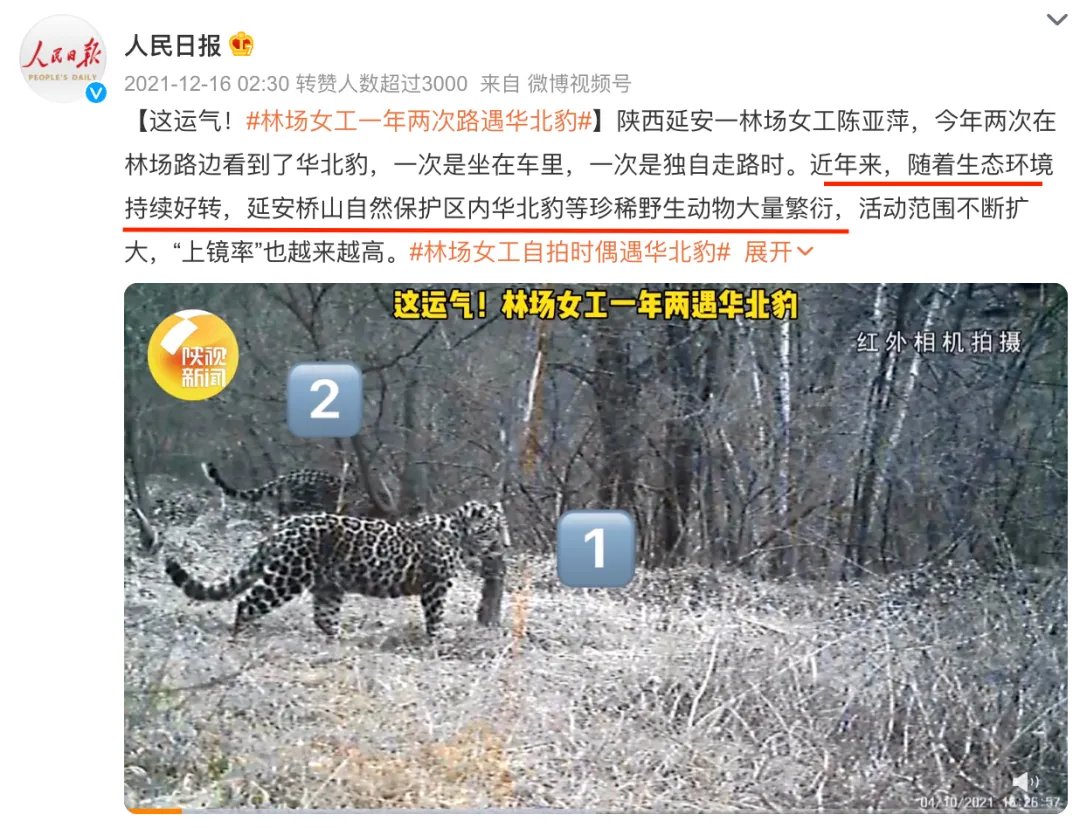 人民日报
PEOPLE'S DAILY
人民日报
2021-12-16 02:30 转赞人数超过3000 来自 微博视频号
【这运气！#林场女工一年两次路遇华北豹#】陕西延安一林场女工陈亚萍，今年两次在
林场路边看到了华北豹，一次是坐在车里，一次是独自走路时。近年来，随着生态环境
持续好转，延安桥山自然保护区内华北豹等珍稀野生动物大量繁衍，活动范围不断扩
大，“上镜率”也越来越高。#林场女工自拍时偶遇华北豹# 展开
这运气！林场女工一年两遇华北豹
陕视
新闻
红外相机拍摄
2
1
04/10/2021 18:26:57